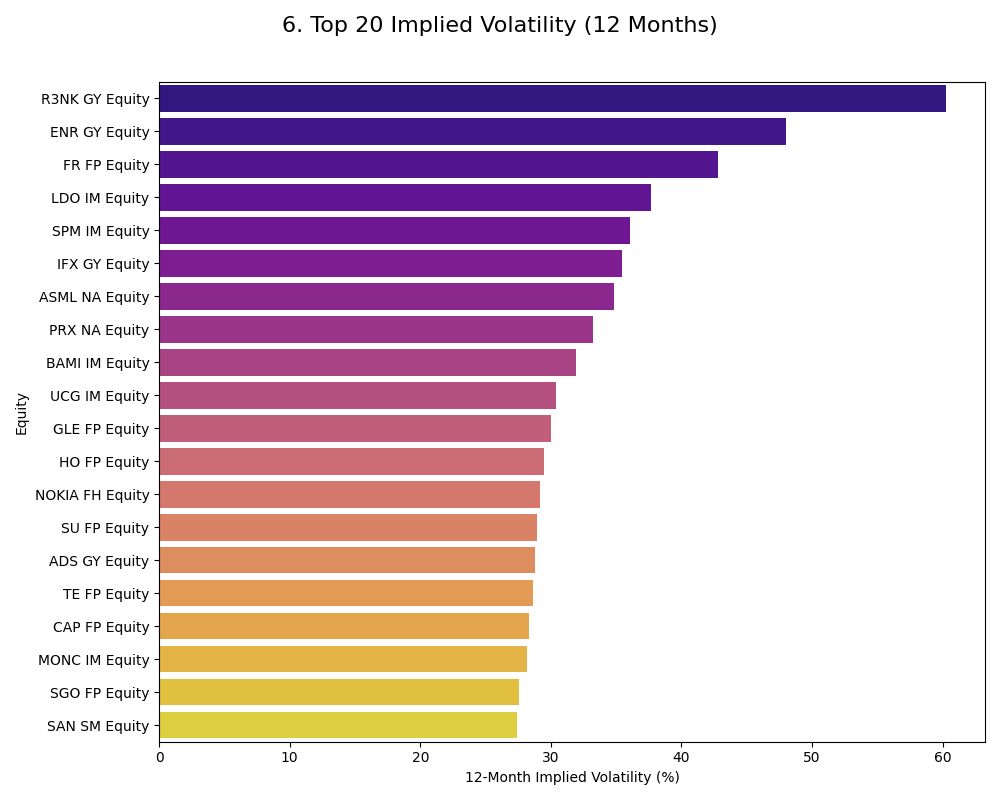 6. Top 20 Implied Volatility (12 Months)
Equity
R3NK GY Equity
ENR GY Equity
FR FP Equity
LDO IM Equity
SPM IM Equity
IFX GY Equity
ASML NA Equity
PRX NA Equity
BAMI IM Equity
UCG IM Equity
GLE FP Equity
HO FP Equity
NOKIA FH Equity
SU FP Equity
ADS GY Equity
TE FP Equity
CAP FP Equity
MONC IM Equity
SGO FP Equity
SAN SM Equity
0 10 20 30 40 50 60
12-Month Implied Volatility (%)